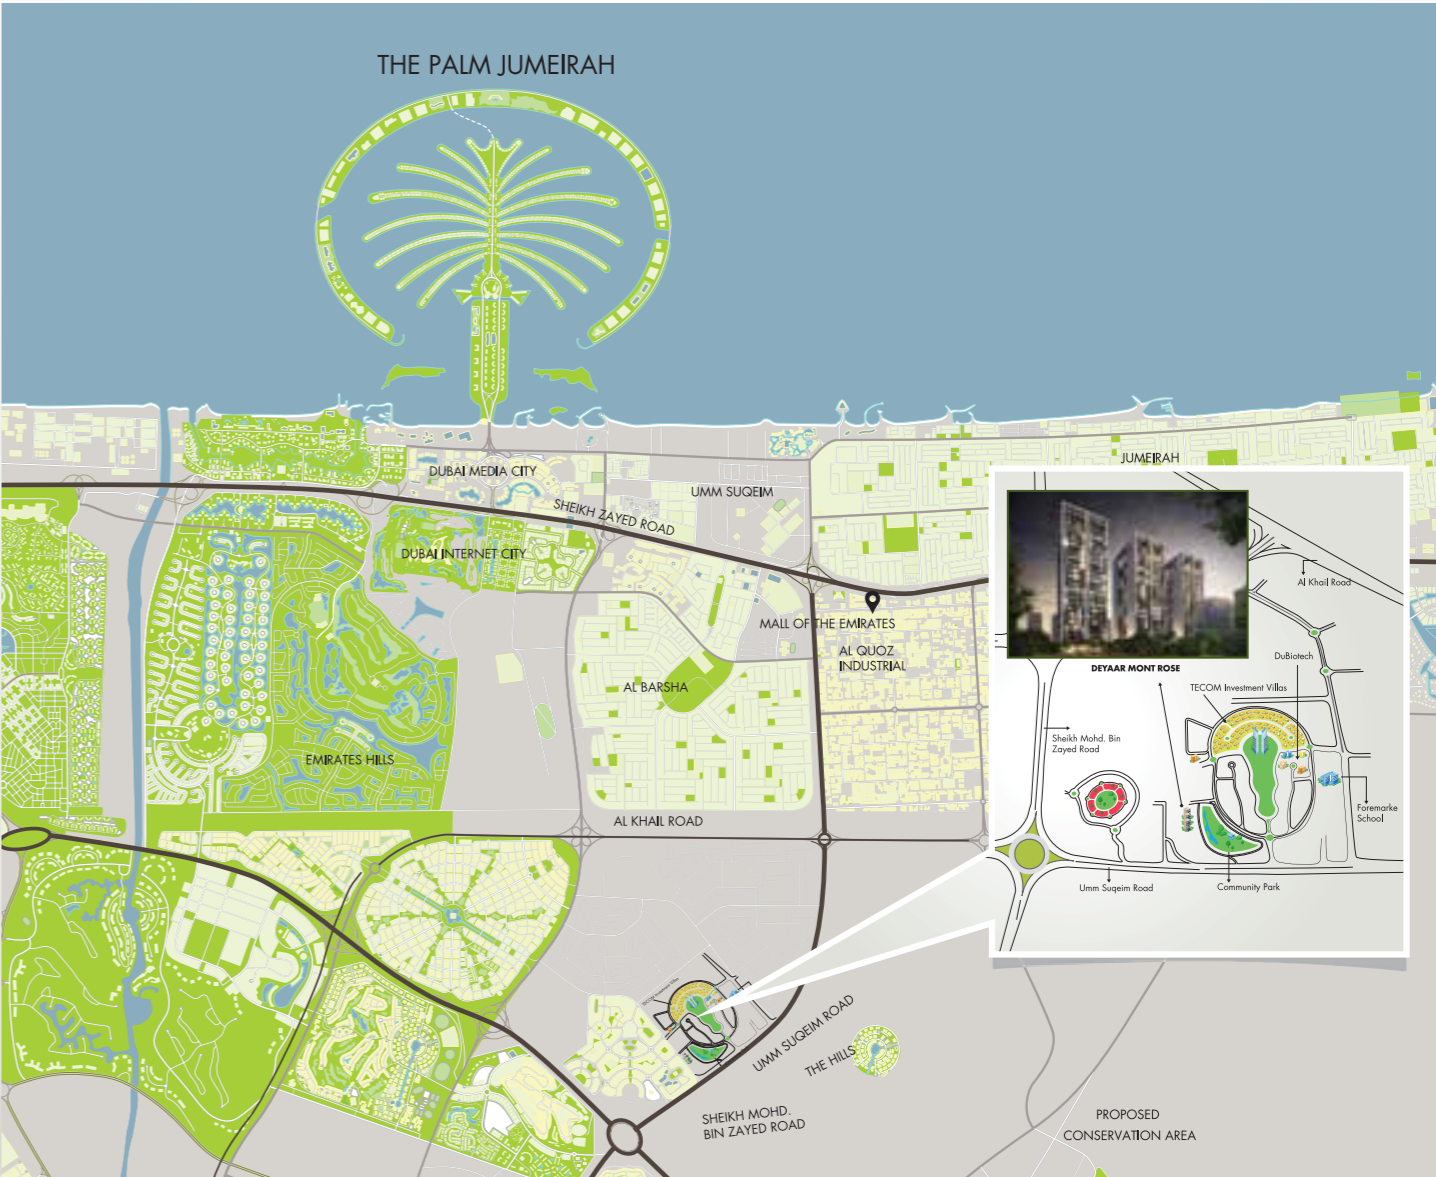 THE PALM JUMEIRAH
JUMEIRAH
DUBAI MEDIA CITY
UMM SUQEIM
SHEIKH ZAYED ROAD
DUBAI INTERNET CITY
MALL OF THE EMIRATES
AL QUOZ
INDUSTRIAL
AL BARSHA
EMIRATES HILLS
AL KHAIL ROAD
Al Khail Road
DEYAAR MONT ROSE
DuBiotech
TECOM Investment Villas
Sheikh Mohd. Bin
Zayed Road
Foremarke
School
Umm Suqeim Road
Community Park
UMM SUQEIM ROAD
THE HILLS
SHEIKH MOHD.
BIN ZAYED ROAD
PROPOSED
CONSERVATION AREA